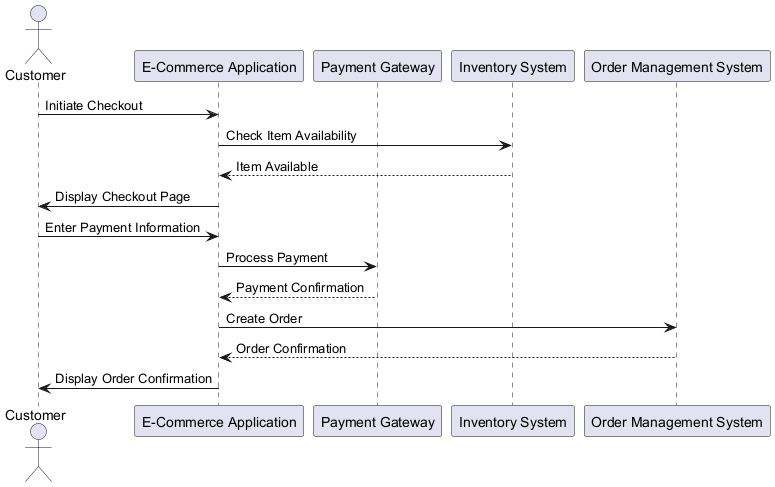 Customer
E-Commerce Application
Payment Gateway
Inventory System
Order Management System
Initiate Checkout
Check Item Availability
Item Available
Display Checkout Page
Enter Payment Information
Process Payment
Payment Confirmation
Create Order
Order Confirmation
Display Order Confirmation
Customer
E-Commerce Application
Payment Gateway
Inventory System
Order Management System